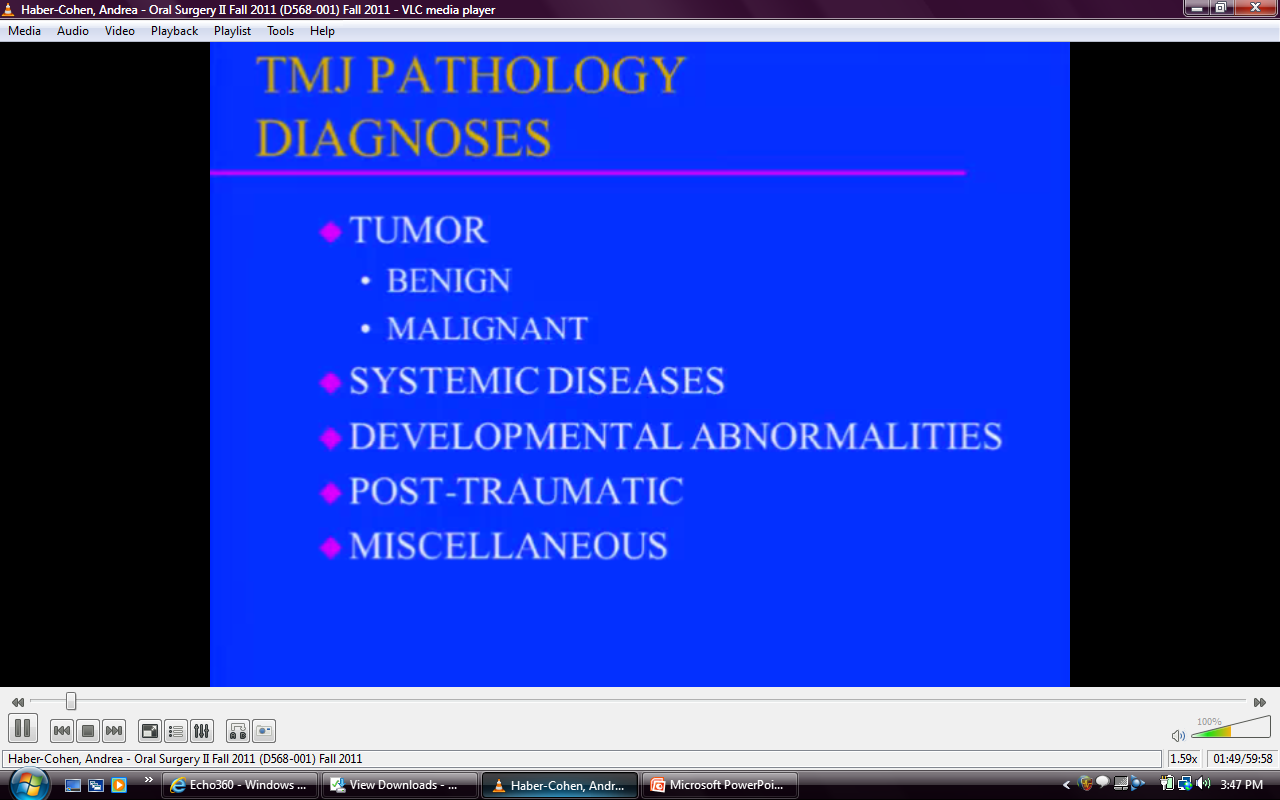 Haber-Cohen, Andrea - Oral Surgery II Fall 2011 (D568-001) Fall 2011 - VLC media player
Media Audio Video Playback Playlist Tools Help
TMJ PATHOLOGY
DIAGNOSES
TUMOR
BENIGN
MALIGNANT
SYSTEMIC DISEASES
DEVELOPMENTAL ABNORMALITIES
POST-TRAUMATIC
MISCELLANEOUS
100%
Haber-Cohen, Andrea - Oral Surgery II Fall 2011 (D568-001) Fall 2011 1.59x 01:49/59:58
Echo360 - Windows ... View Downloads - ... Haber-Cohen, Andr... Microsoft PowerPoi... 3:47 PM